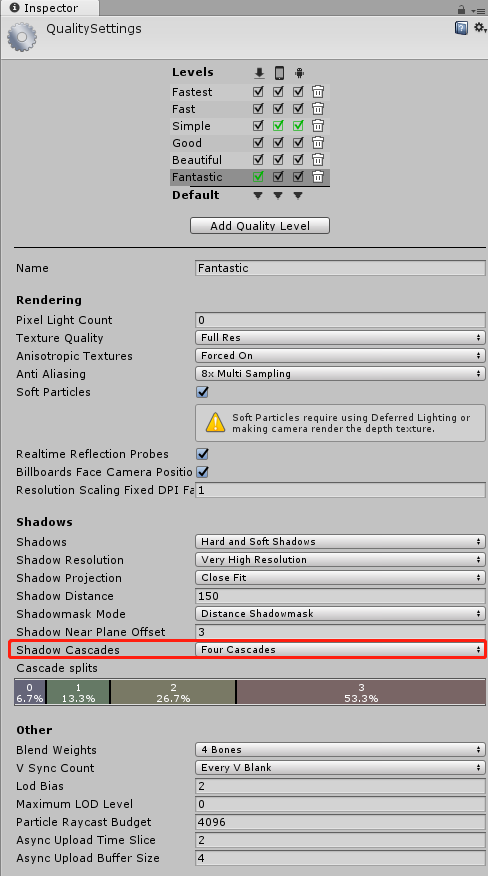 Inspector
QualitySettings
Levels
Fastest
Fast
Simple
Good
Beautiful
Fantastic
Default
Add Quality Level
Name Fantastic
Rendering
Pixel Light Count 0
Texture Quality Full Res
Anisotropic Textures Forced On
Anti Aliasing 8x Multi Sampling
Soft Particles
Soft Particles require using Deferred Lighting or
making camera render the depth texture.
Realtime Reflection Probes
Billboards Face Camera Positio
Resolution Scaling Fixed DPI Fa 1
Shadows
Shadows Hard and Soft Shadows
Shadow Resolution Very High Resolution
Shadow Projection Close Fit
Shadow Distance 150
Shadowmask Mode Distance Shadowmask
Shadow Near Plane Offset 3
Shadow Cascades Four Cascades
Cascade splits
0 1 2 3
6.7% 13.3% 26.7% 53.3%
Other
Blend Weights 4 Bones
V Sync Count Every V Blank
Lod Bias 2
Maximum LOD Level 0
Particle Raycast Budget 4096
Async Upload Time Slice 2
Async Upload Buffer Size 4